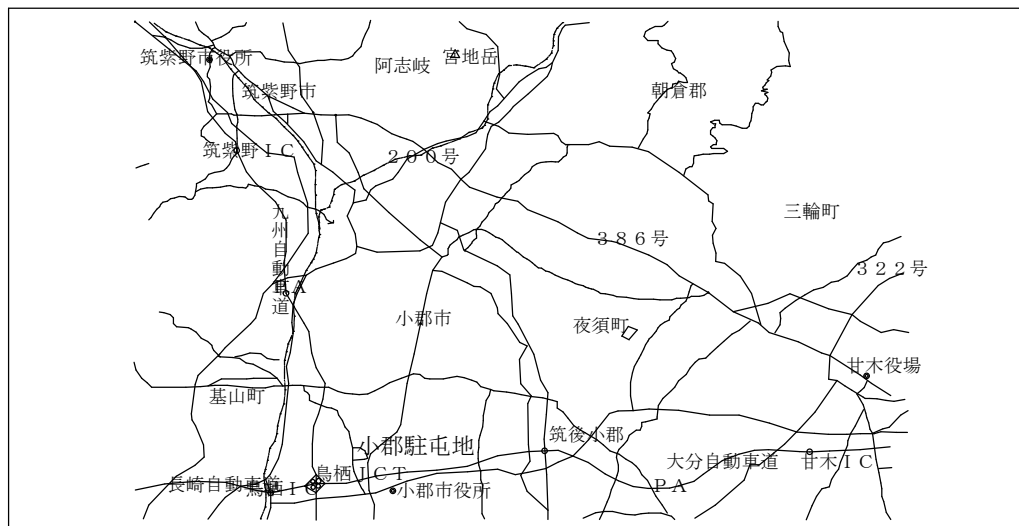 筑紫野市役所
宮地岳
阿志岐
筑紫野市
朝倉郡
筑紫野ＩＣ
２００号
三輪町
九州自動車道
３８６号
３２２号
ＰＡ
小郡市
夜須町
甘木役場
基山町
小郡駐屯地
筑後小郡
大分自動車道
甘木ＩＣ
鳥栖ＪＣＴ
長崎自動車道
鳥栖ＩＣ
小郡市役所
ＰＡ